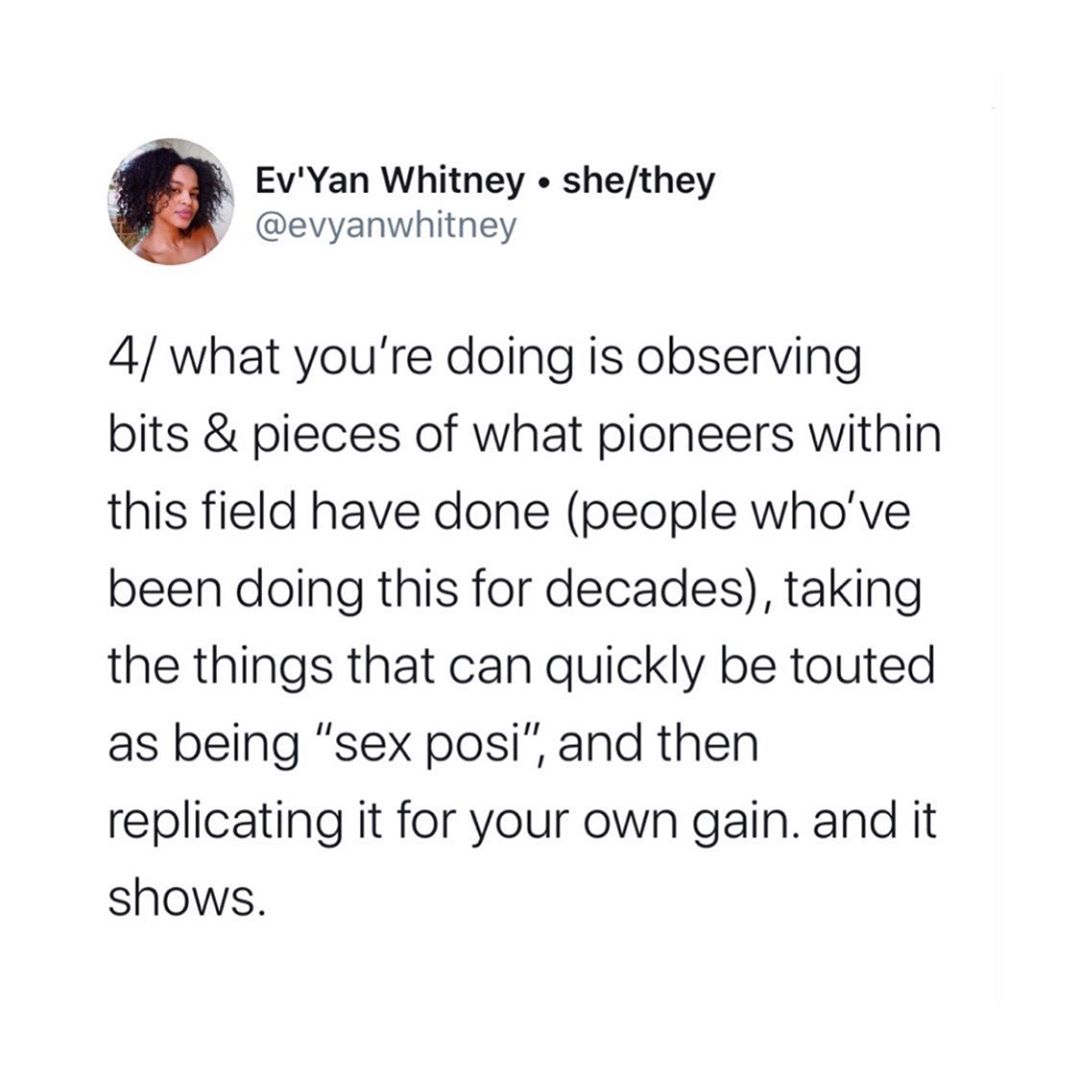 Ev'Yan Whitney • she/they
@evyanwhitney
4/ what you're doing is observing
bits & pieces of what pioneers within
this field have done (people who've
been doing this for decades), taking
the things that can quickly be touted
as being “sex posi”, and then
replicating it for your own gain. and it
shows.